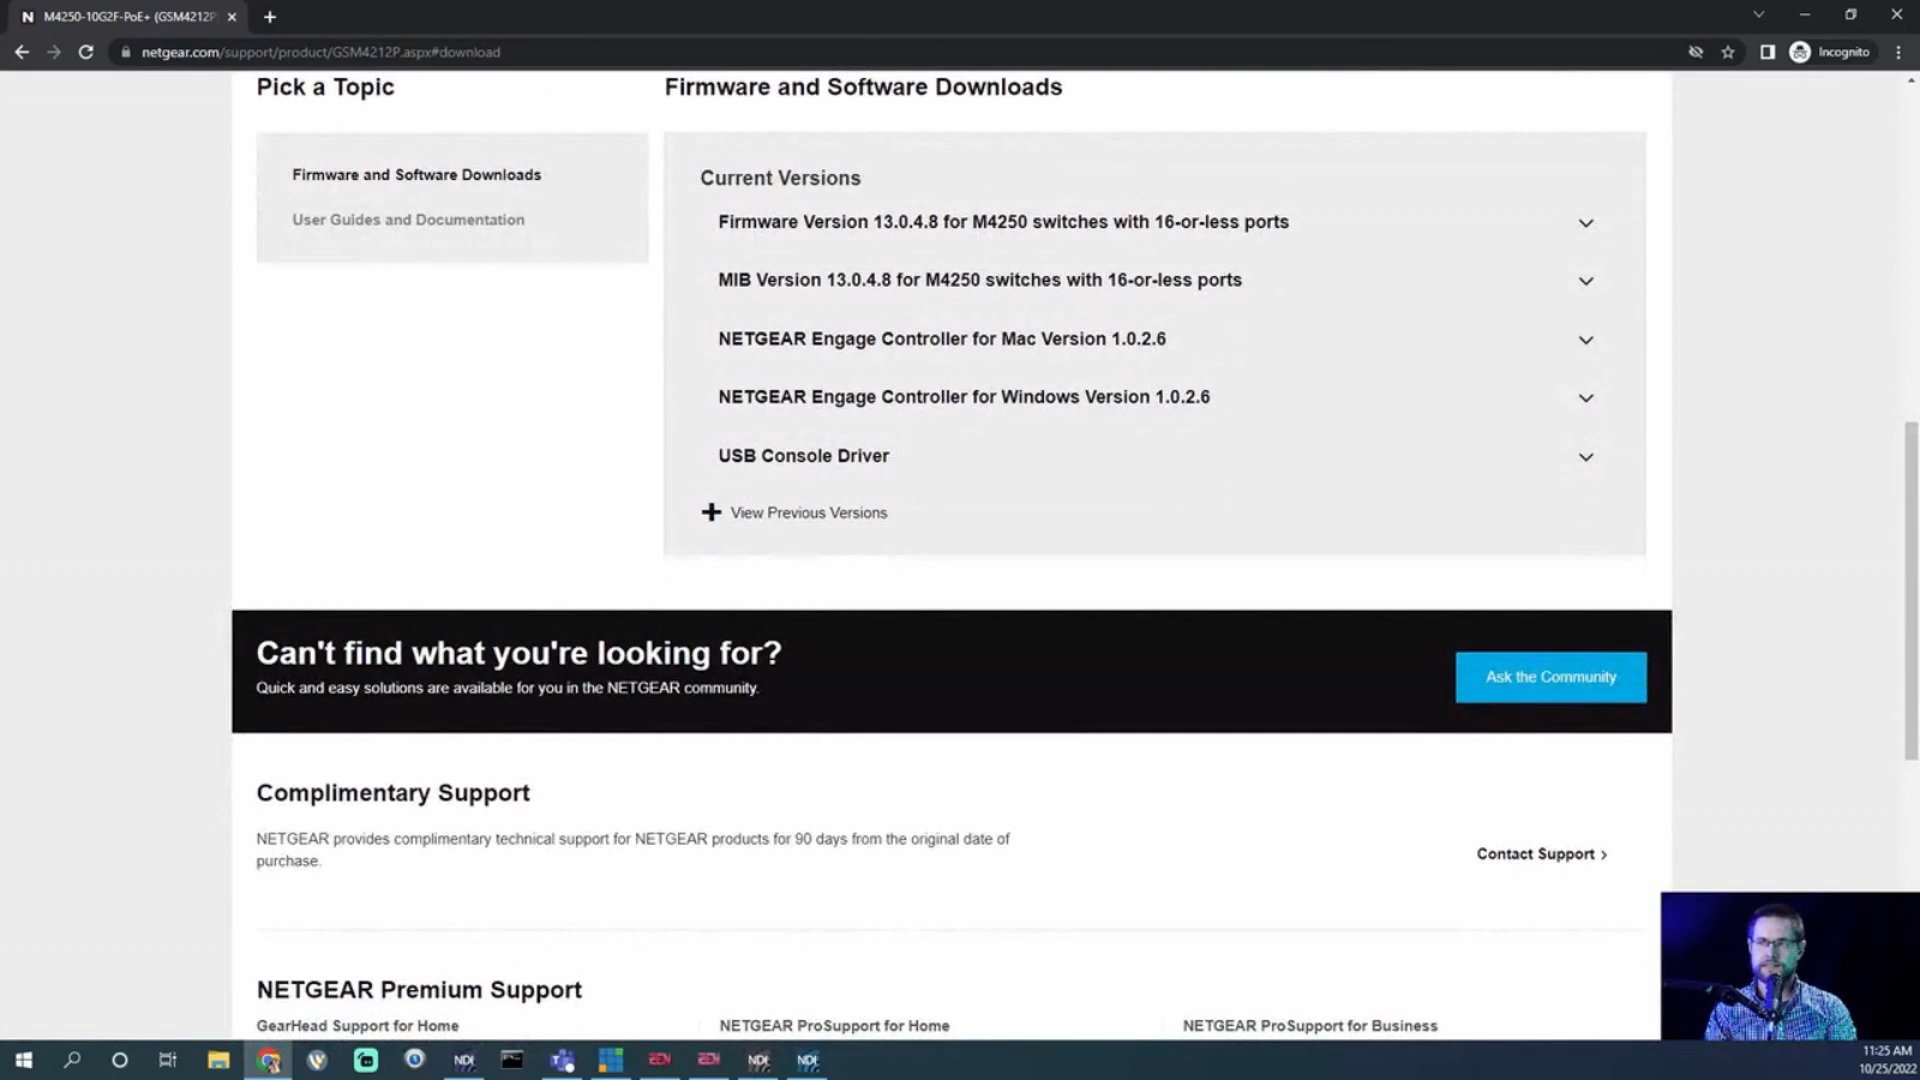 M4250-10G2F-PoE+ (GSM4212P
netgear.com/support/product/GSM4212P.aspx#download
Incognito
Pick a Topic
Firmware and Software Downloads
User Guides and Documentation
Firmware and Software Downloads
Current Versions
Firmware Version 13.0.4.8 for M4250 switches with 16-or-less ports
MIB Version 13.0.4.8 for M4250 switches with 16-or-less ports
NETGEAR Engage Controller for Mac Version 1.0.2.6
NETGEAR Engage Controller for Windows Version 1.0.2.6
USB Console Driver
View Previous Versions
Can't find what you're looking for?
Quick and easy solutions are available for you in the NETGEAR community.
Ask the Community
Complimentary Support
NETGEAR provides complimentary technical support for NETGEAR products for 90 days from the original date of
purchase.
Contact Support
NETGEAR Premium Support
GearHead Support for Home
NETGEAR ProSupport for Home
NETGEAR ProSupport for Business
NDI
NDI
NDI
11:25 AM
10/25/2022